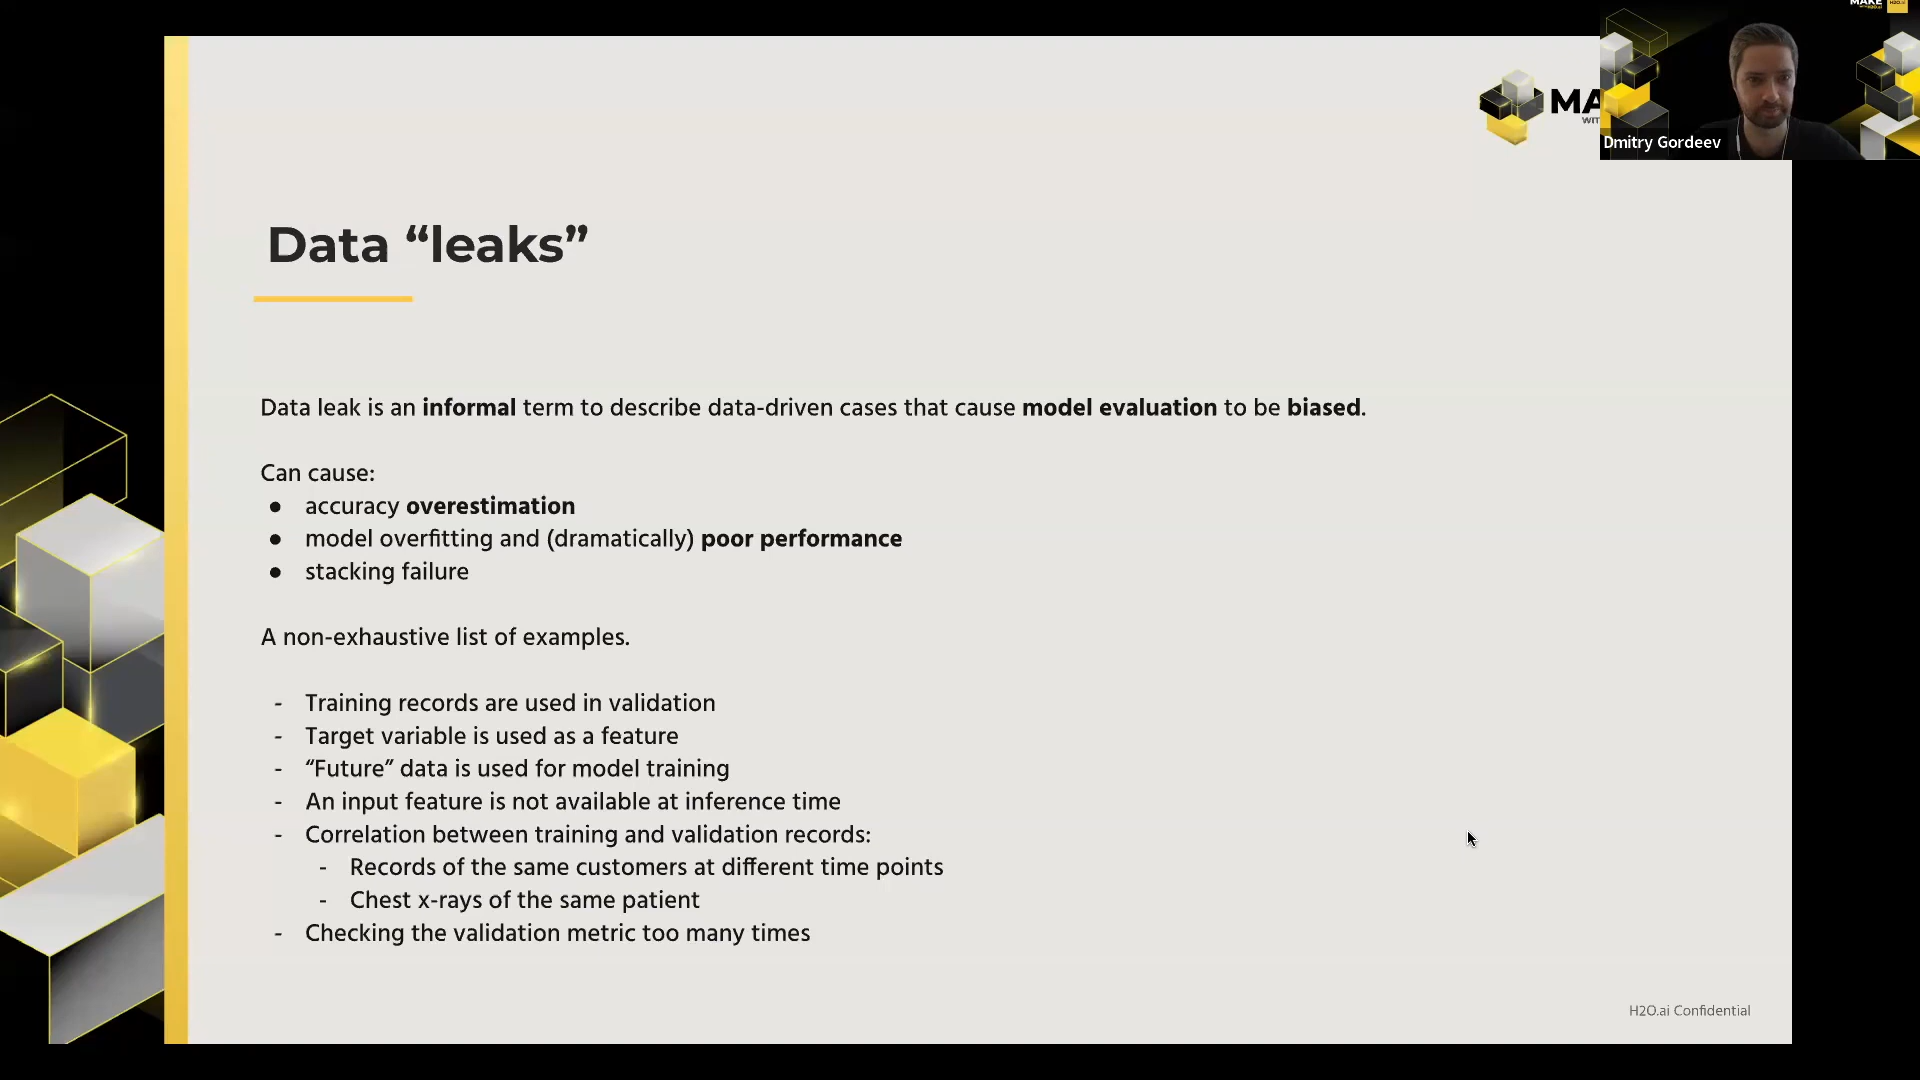 MAKE
H2O.ai
MA
WIT
Dmitry Gordeev
Data “leaks”
Data leak is an informal term to describe data-driven cases that cause model evaluation to be biased.
Can cause:
● accuracy overestimation
● model overfitting and (dramatically) poor performance
● stacking failure
A non-exhaustive list of examples.
- Training records are used in validation
- Target variable is used as a feature
- “Future” data is used for model training
- An input feature is not available at inference time
- Correlation between training and validation records:
- Records of the same customers at different time points
- Chest x-rays of the same patient
- Checking the validation metric too many times
H2O.ai Confidential